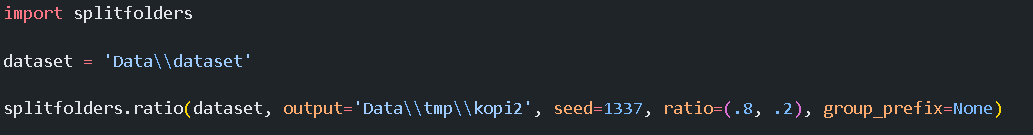 import splitfolders
dataset = 'Data\\dataset'
splitfolders.ratio(dataset, output='Data\\tmp\\kopi2', seed=1337, ratio=(.8, .2), group_prefix=None)